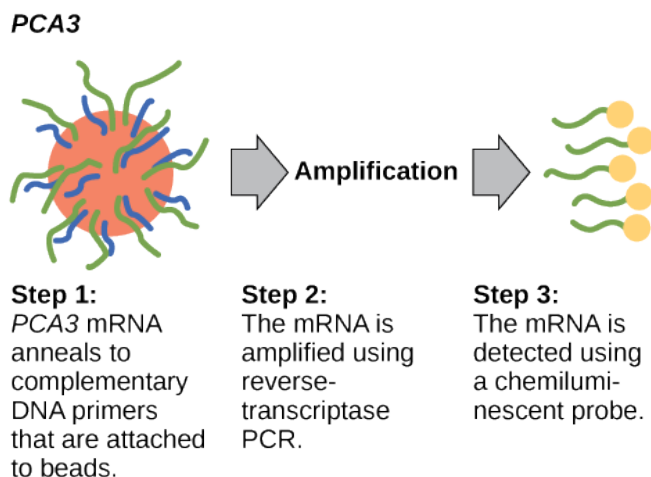 PCA3
Amplification
Step 1:
PCA3 mRNA
anneals to
complementary
DNA primers
that are attached
to beads.
Step 2:
The mRNA is
amplified using
reverse-
transcriptase
PCR.
Step 3:
The mRNA is
detected using
a chemilumi-
nescent probe.